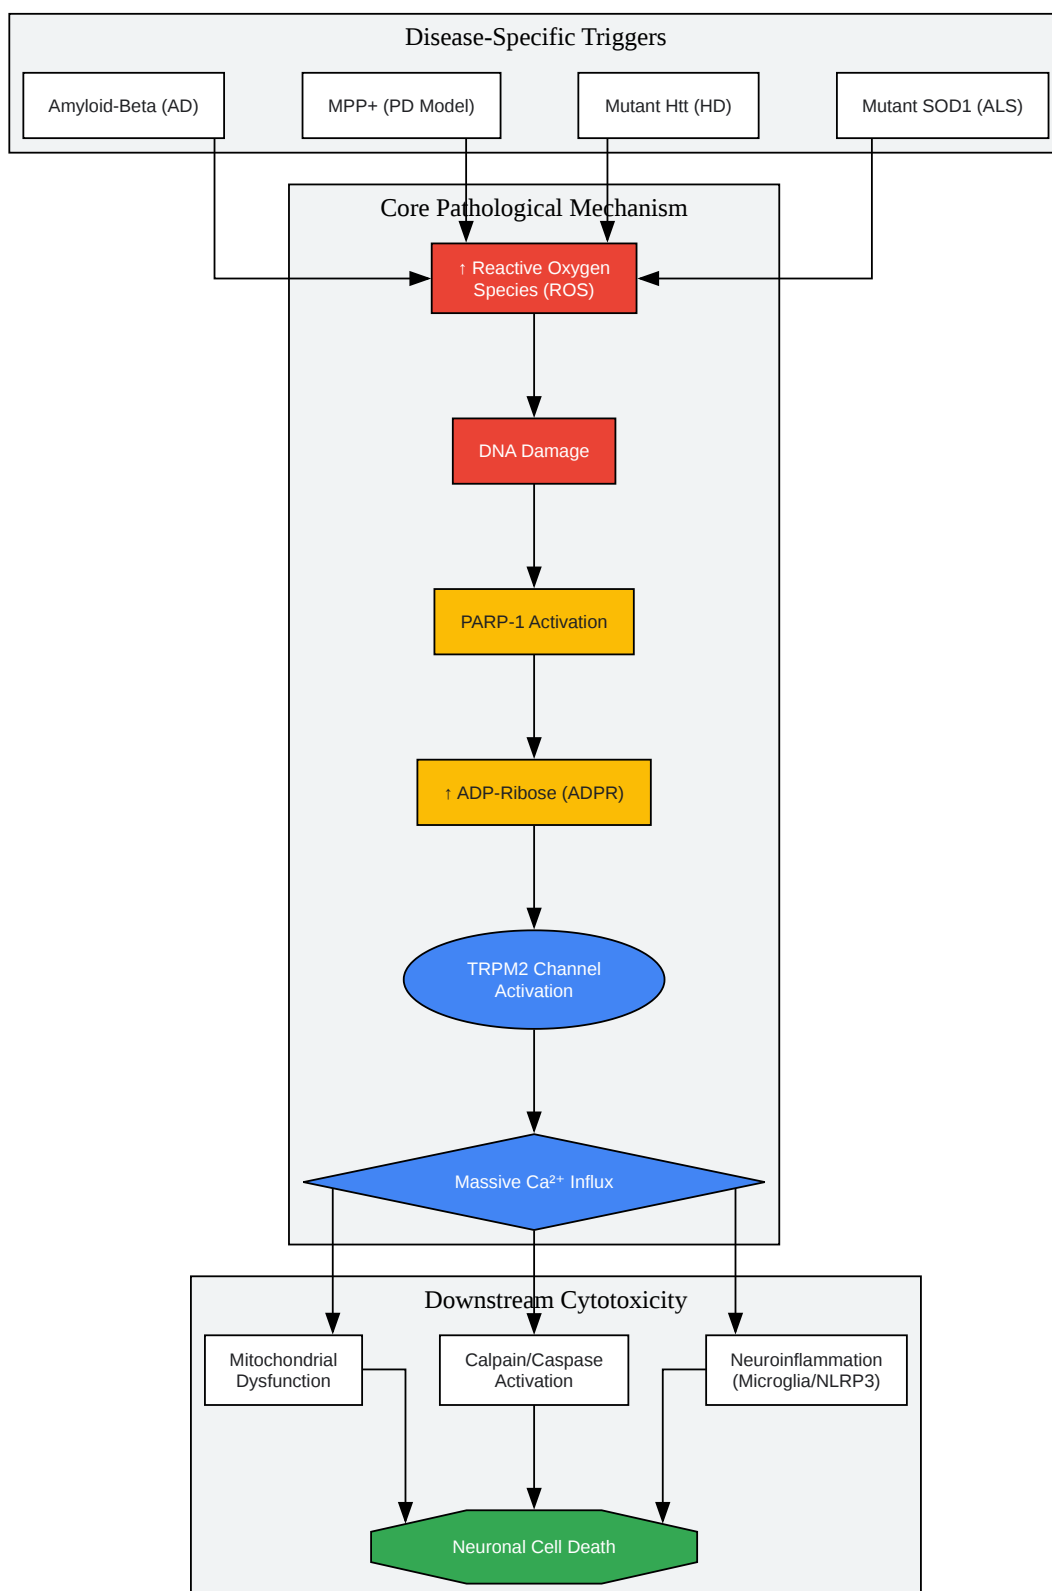 Disease-Specific Triggers
Amyloid-Beta (AD)
MPP+ (PD Model)
Mutant Htt (HD)
Mutant SOD1 (ALS)
Core Pathological Mechanism
↑ Reactive Oxygen
Species (ROS)
DNA Damage
PARP-1 Activation
↑ ADP-Ribose (ADPR)
TRPM2 Channel
Activation
Massive Ca²⁺ Influx
Downstream Cytotoxicity
Mitochondrial
Dysfunction
Calpain/Caspase
Activation
Neuroinflammation
(Microglia/NLRP3)
Neuronal Cell Death